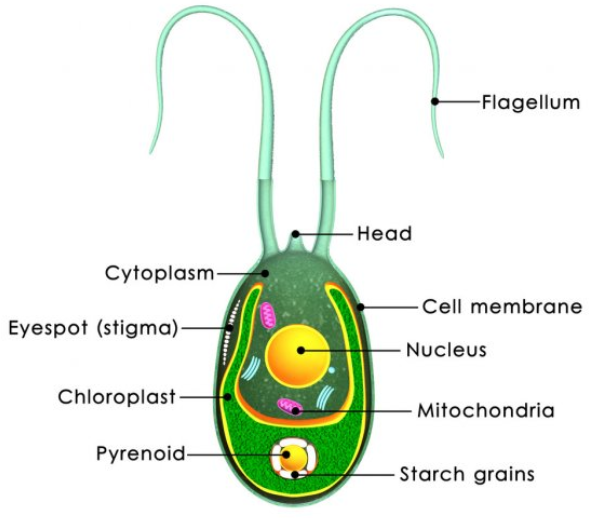 Flagellum
Head
Cytoplasm
Cell membrane
Eyespot (stigma)
Nucleus
Chloroplast
Mitochondria
Pyrenoid
Starch grains